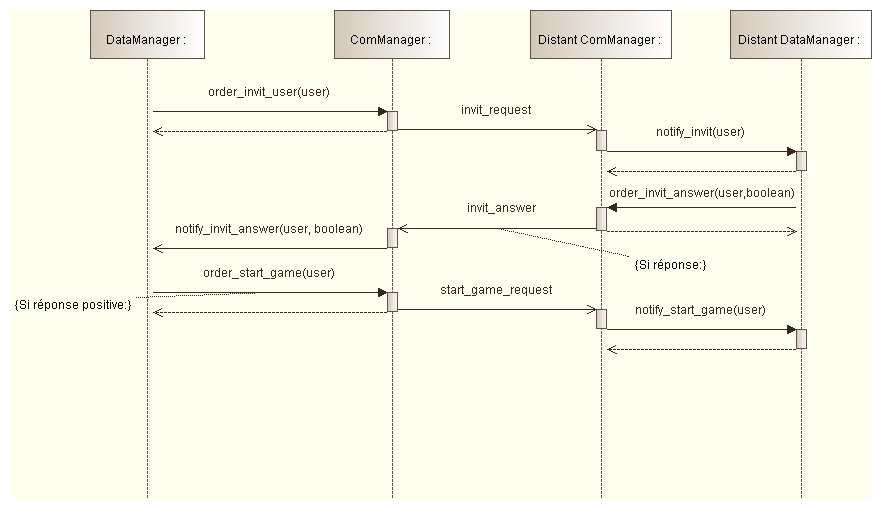 DataManager :
ComManager :
Distant ComManager :
Distant DataManager :
order_invit_user(user)
invit_request
notify_invit(user)
order_invit_answer(user,boolean)
invit_answer
notify_invit_answer(user, boolean)
{Si réponse:}
order_start_game(user)
{Si réponse positive:}
start_game_request
notify_start_game(user)